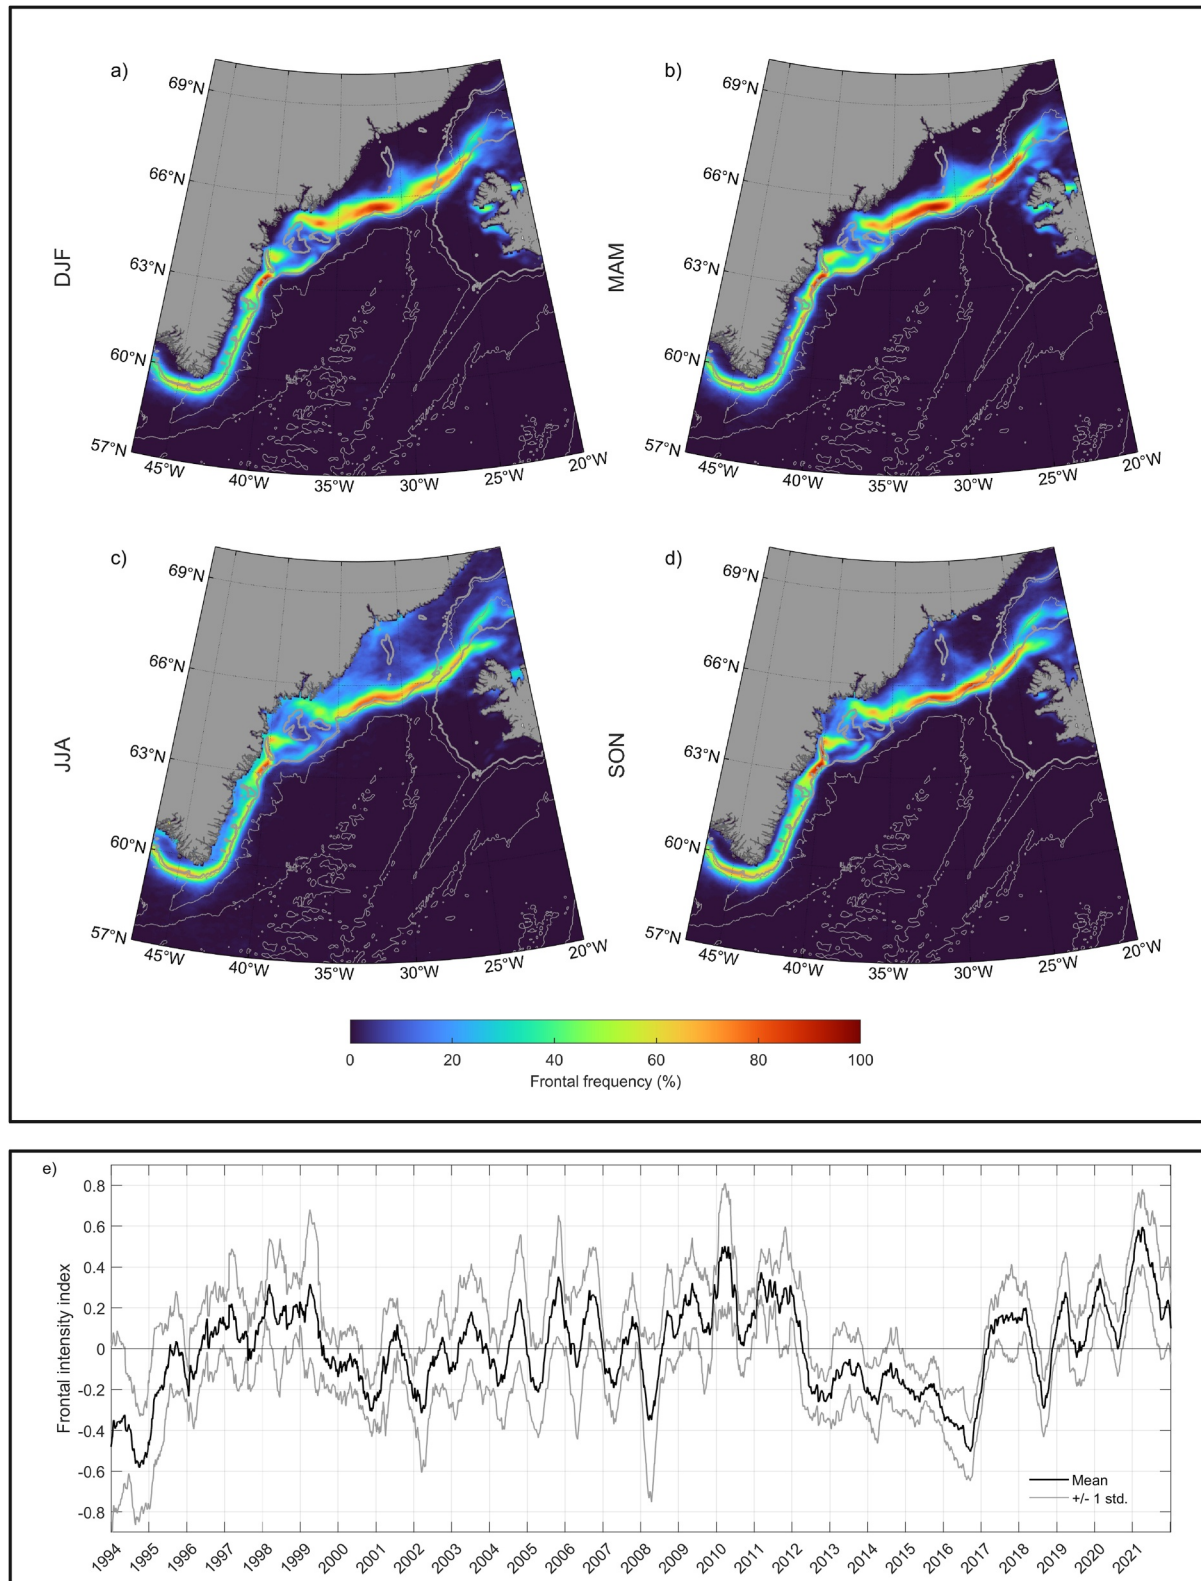 a)
69°N
66°N
63°N
60°N
57°N
45°W
40°W
35°W
30°W
25°W
20°W
DJF
b)
69°N
66°N
63°N
60°N
57°N
45°W
40°W
35°W
30°W
25°W
20°W
MAM
c)
69°N
66°N
63°N
60°N
57°N
45°W
40°W
35°W
30°W
25°W
20°W
JJA
d)
69°N
66°N
63°N
60°N
57°N
45°W
40°W
35°W
30°W
25°W
20°W
SON
0 20 40 60 80 100
Frontal frequency (%)
e)
Frontal intensity index
0.8
0.6
0.4
0.2
0
-0.2
-0.4
-0.6
-0.8
Mean
+/- 1 std.
1994 1995 1996 1997 1998 1999 2000 2001 2002 2003 2004 2005 2006 2007 2008 2009 2010 2011 2012 2013 2014 2015 2016 2017 2018 2019 2020 2021